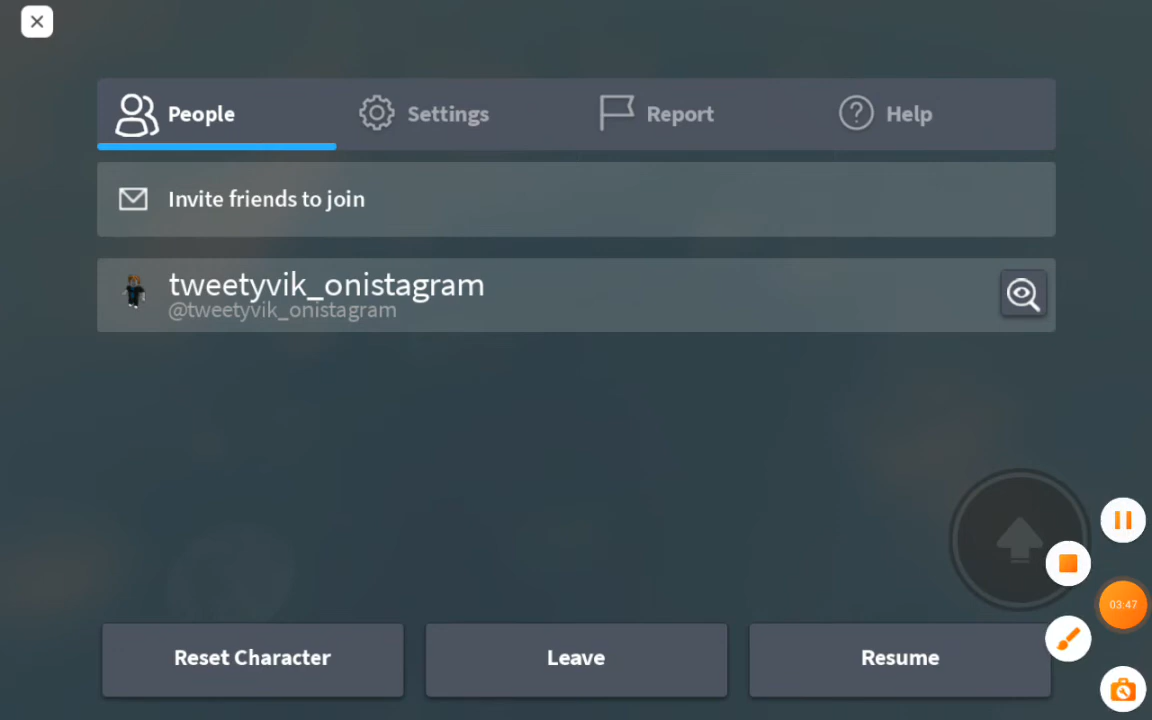 People
Settings
Report
Help
Invite friends to join
tweetyvik_onistagram
@tweetyvik_onistagram
03:47
Reset Character
Leave
Resume